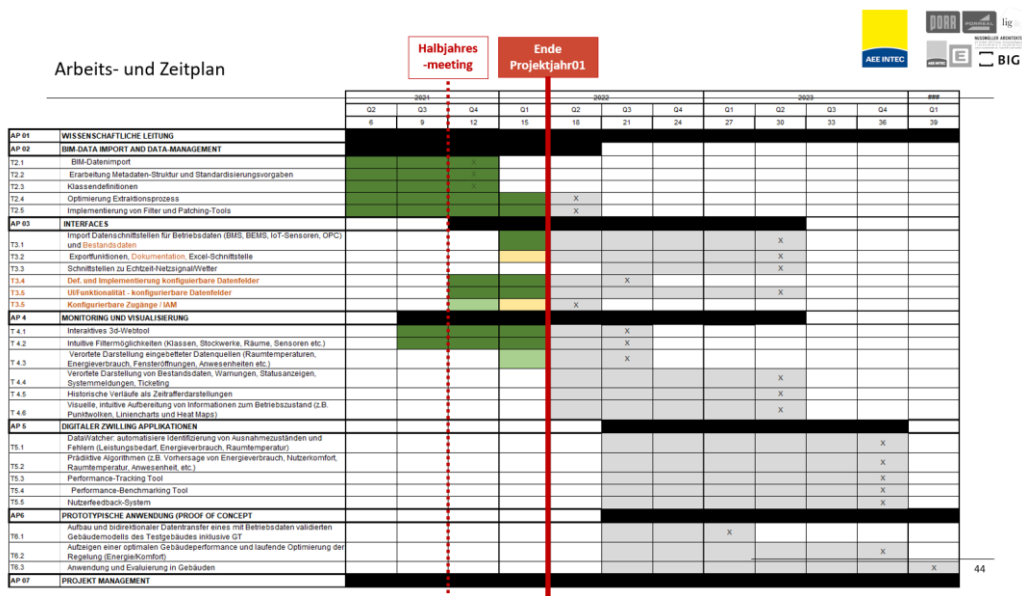 DORR
PONREAL
lig
NUSSMÜLLER ARCHITEKTEN
AEE INTEC
AEE INTEC
E
BIG
Arbeits- und Zeitplan
Halbjahres
-meeting
Ende
Projektjahr01
2021 2022 2023 ###
Q2 Q3 Q4 Q1 Q2 Q3 Q4 Q1 Q2 Q3 Q4 Q1
6 9 12 15 18 21 24 27 30 33 36 39
AP 01 WISSENSCHAFTLICHE LEITUNG
AP 02 BIM-DATA IMPORT AND DATA-MANAGEMENT
T2.1 BIM-Datenimport x
T2.2 Erarbeitung Metadaten-Struktur und Standardisierungsvorgaben x
T2.3 Klassendefinitionen x
T2.4 Optimierung Extraktionsprozess X
T2.5 Implementierung von Filter und Patching-Tools X
AP 03 INTERFACES
T3.1 Import Datenschnittstellen für Betriebsdaten (BMS, BEMS, IoT-Sensoren, OPC)
und Bestandsdaten X
T3.2 Exportfunktionen, Dokumentation, Excel-Schnittstelle X
T3.3 Schnittstellen zu Echtzeit-Netzsignal/Wetter X
T3.4 Def. und Implementierung konfiguierbare Datenfelder X
T3.5 UI/Funktionalität - konfigurierbare Datenfelder X
T3.5 Konfigurierbare Zugänge / IAM X
AP 4 MONITORING UND VISUALISIERUNG
T 4.1 Interaktives 3d-Webtool X
T 4.2 Intuitive Filtermöglichkeiten (Klassen, Stockwerke, Räume, Sensoren etc.) X
T 4.3 Verortete Darstellung eingebetteter Datenquellen (Raumtemperaturen,
Energieverbrauch, Fensteröffnungen, Anwesenheiten etc.) X
T 4.4 Verortete Darstellung von Bestandsdaten, Warnungen, Statusanzeigen,
Systemmeldungen, Ticketing X
T 4.5 Historische Verläufe als Zeitrafferdarstellungen X
T 4.6 Visuelle, intuitive Aufbereitung von Informationen zum Betriebszustand (z.B.
Punktwolken, Liniencharts und Heat Maps) X
AP 5 DIGITALER ZWILLING APPLIKATIONEN
T5.1 DataWatcher: automatisiere Identifizierung von Ausnahmezuständen und
Fehlern (Leistungsbedarf, Energieverbrauch, Raumtemperatur) X
T5.2 Prädiktive Algorithmen (z.B. Vorhersage von Energieverbrauch, Nutzerkomfort,
Raumtemperatur, Anwesenheit, etc.) X
T5.3 Performance-Tracking Tool X
T5.4 Performance-Benchmarking Tool X
T5.5 Nutzerfeedback-System X
AP6 PROTOTYPISCHE ANWENDUNG (PROOF OF CONCEPT
T6.1 Aufbau und bidirektionaler Datentransfer eines mit Betriebsdaten validierten
Gebäudemodells des Testgebäudes inklusive GT X
T6.2 Aufzeigen einer optimalen Gebäudeperformance und laufende Optimierung der
Regelung (Energie/Komfort) X
T6.3 Anwendung und Evaluierung in Gebäuden X
AP 07 PROJEKT MANAGEMENT
44